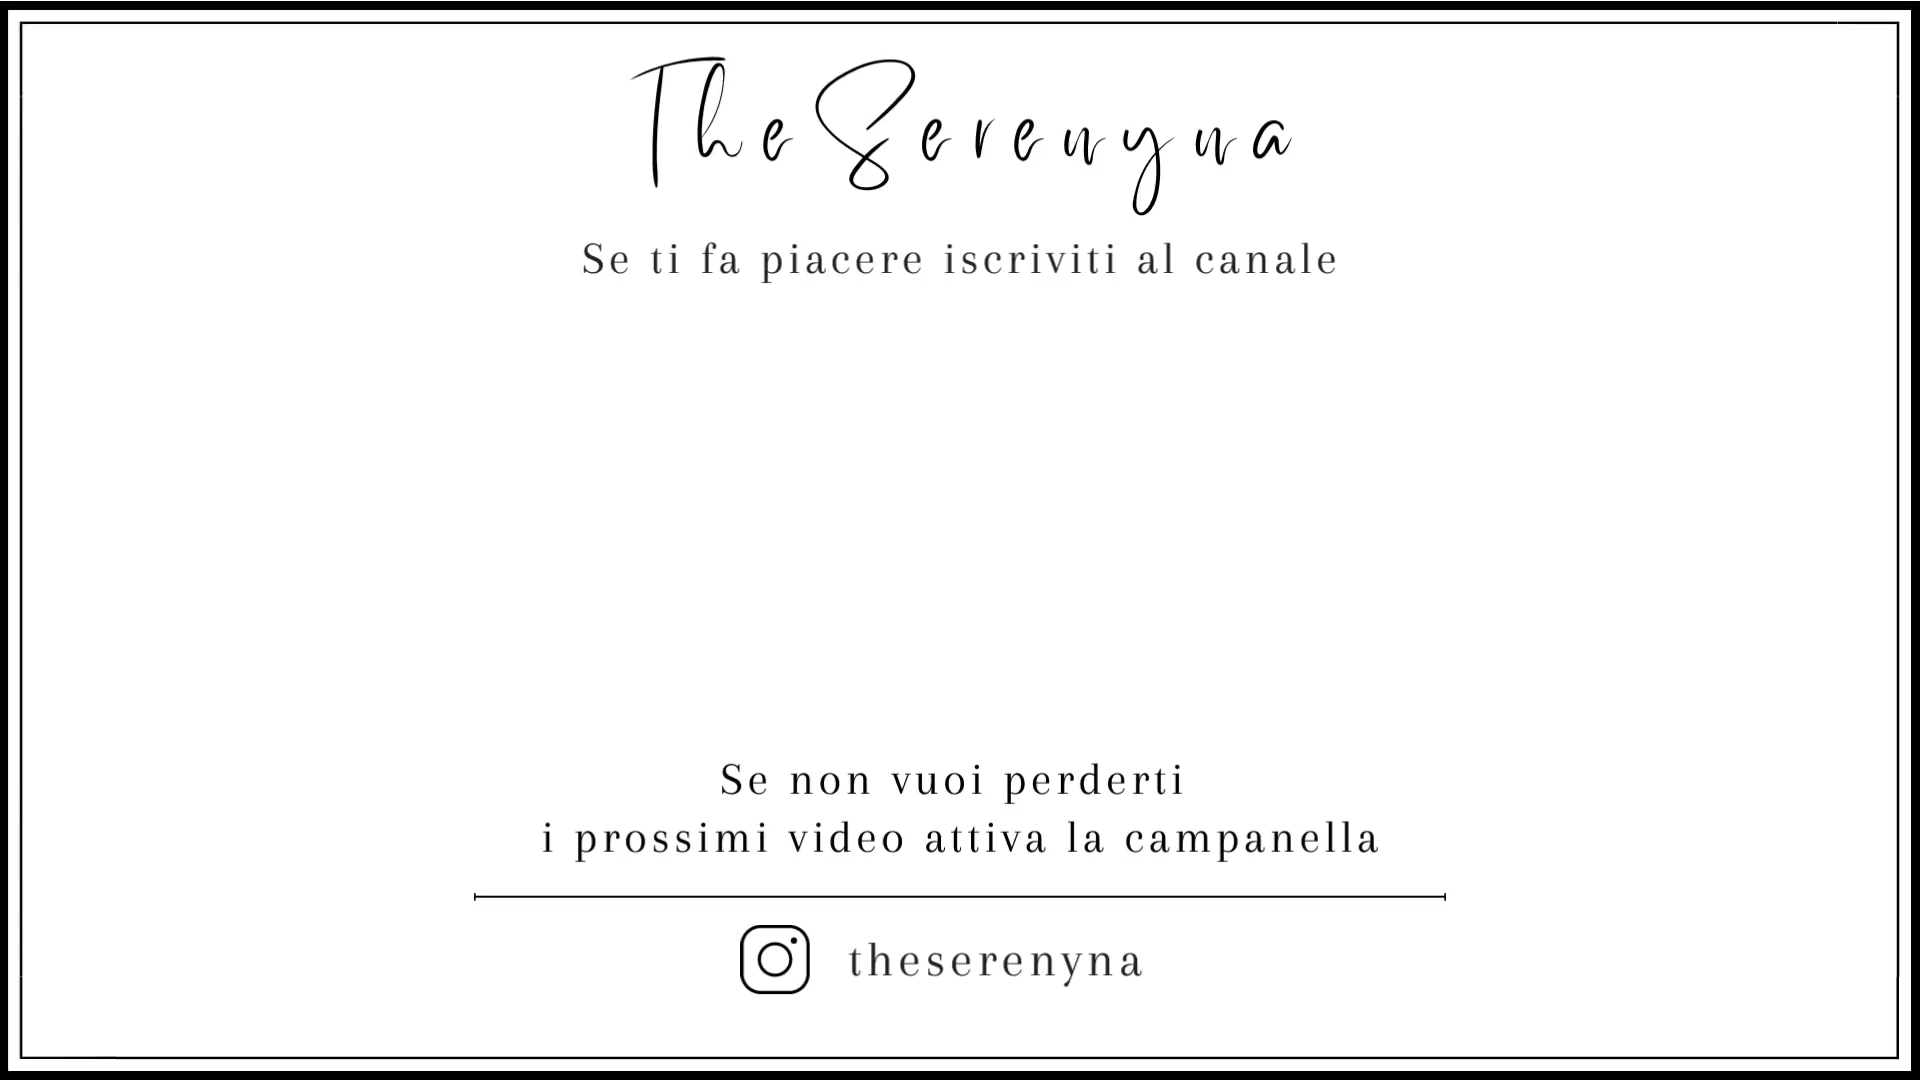 TheSerenyna
Se ti fa piacere iscriviti al canale
Se non vuoi perderti
i prossimi video attiva la campanella
theserenyna